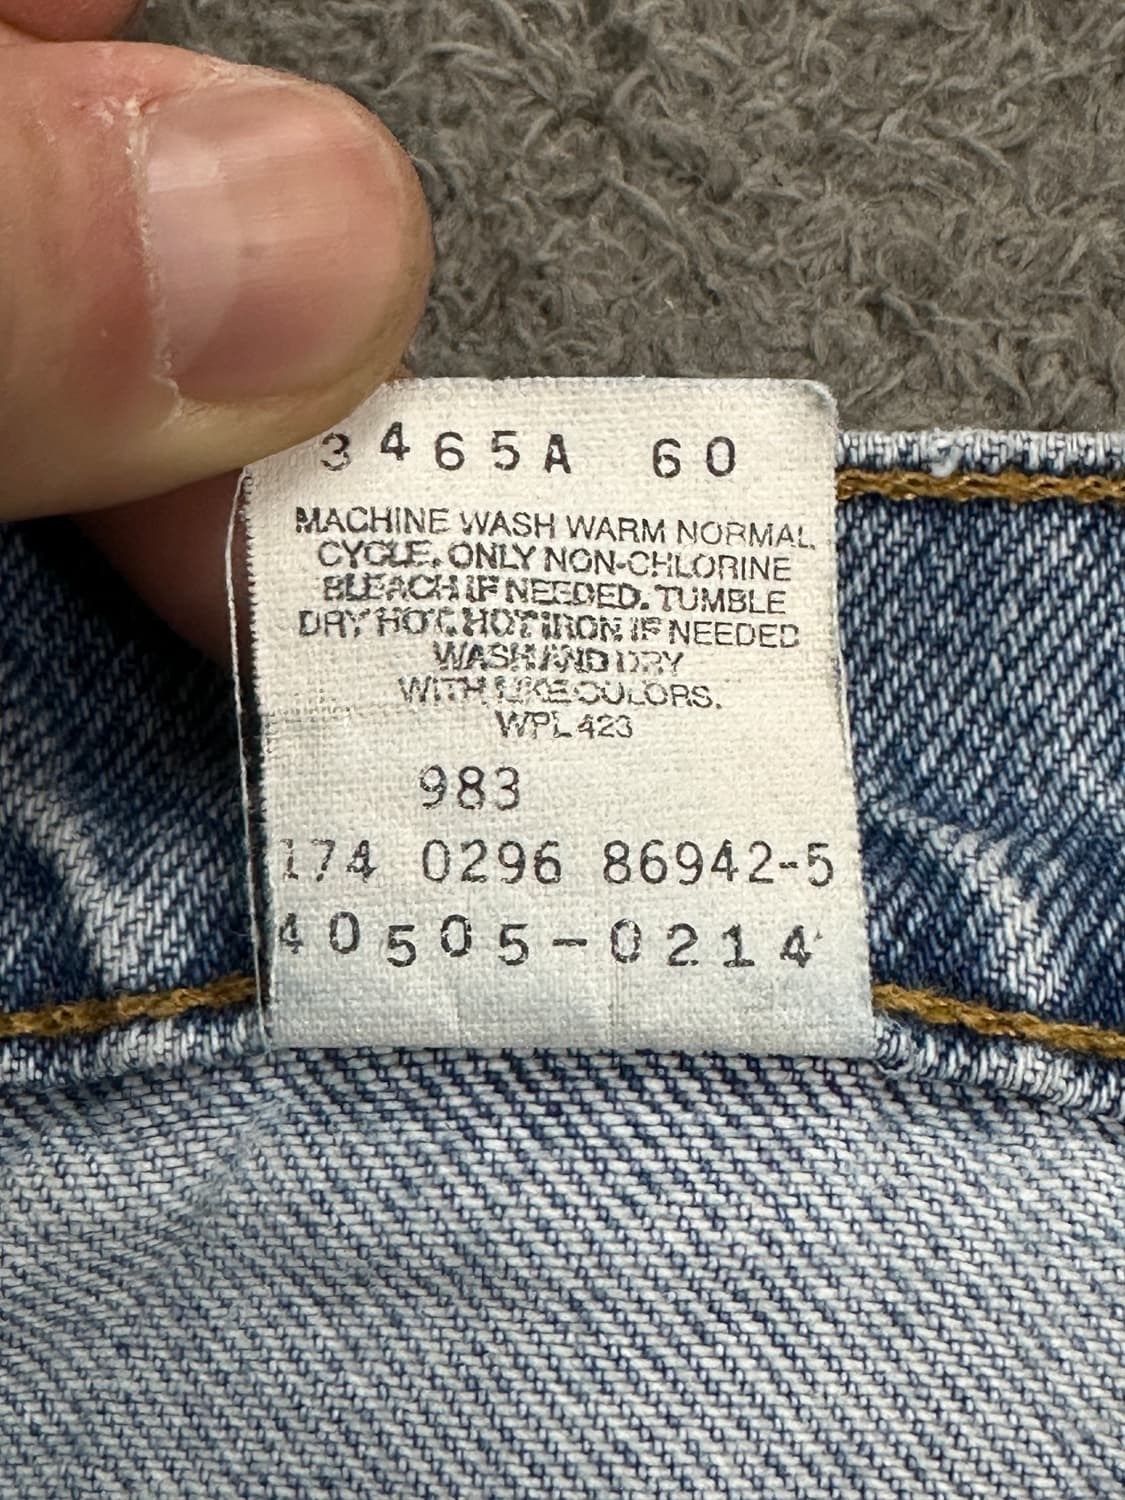 3465A 60
MACHINE WASH WARM NORMAL
CYCLE. ONLY NON-CHLORINE
BLEACH IF NEEDED. TUMBLE
DRY HOT. HOT IRON IF NEEDED
WASH AND DRY
WITH LIKE COLORS.
WPL 423
983
174 0296 86942-5
40505-0214